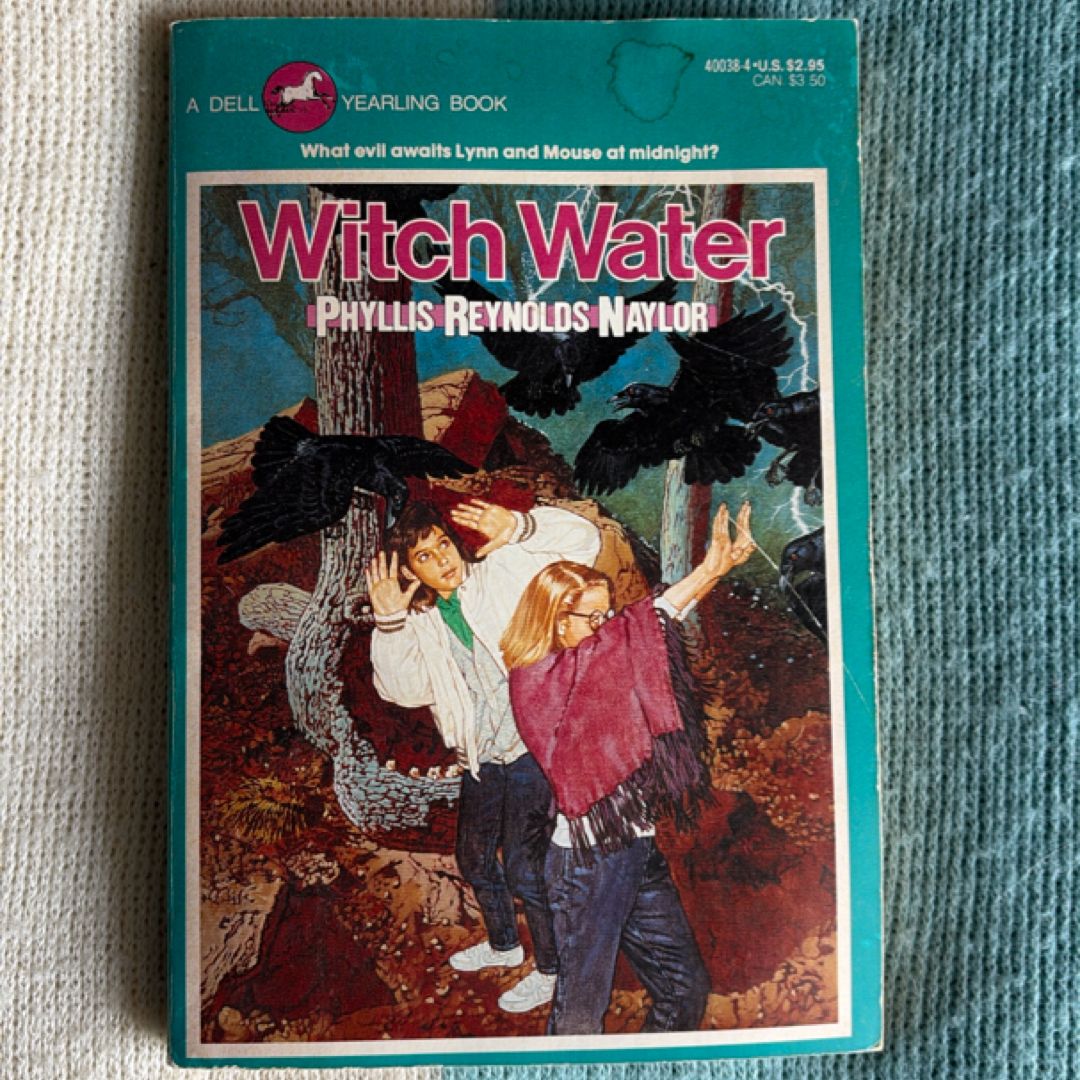 40038-4 •U.S. $2.95
CAN. $3.50
A DELL YEARLING BOOK
What evil awaits Lynn and Mouse at midnight?
Witch Water
PHYLLIS REYNOLDS NAYLOR